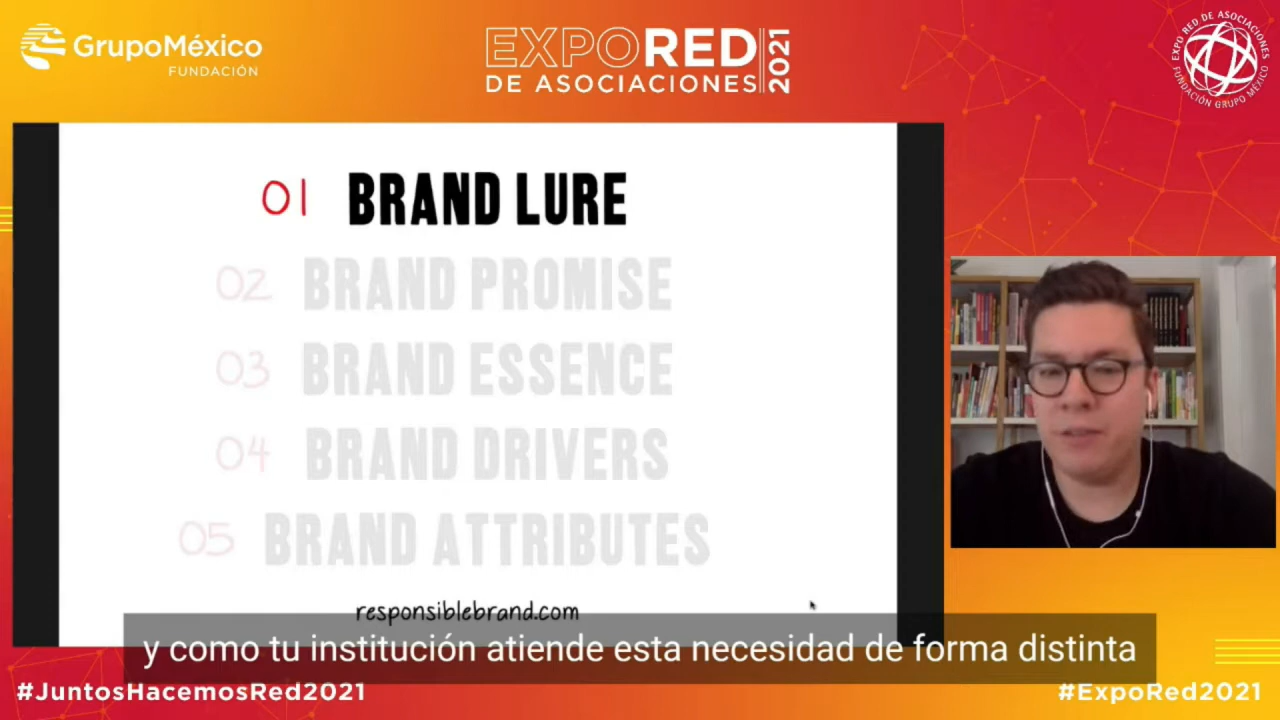 GrupoMéxico
FUNDACIÓN
EXPORED
DE ASOCIACIONES
2021
EXPO RED DE ASOCIACIONES
FUNDACIÓN GRUPO MÉXICO
01 BRAND LURE
02 BRAND PROMISE
03 BRAND ESSENCE
04 BRAND DRIVERS
05 BRAND ATTRIBUTES
responsiblebrand.com
y como tu institución atiende esta necesidad de forma distinta
#JuntosHacemosRed2021
#ExpoRed2021